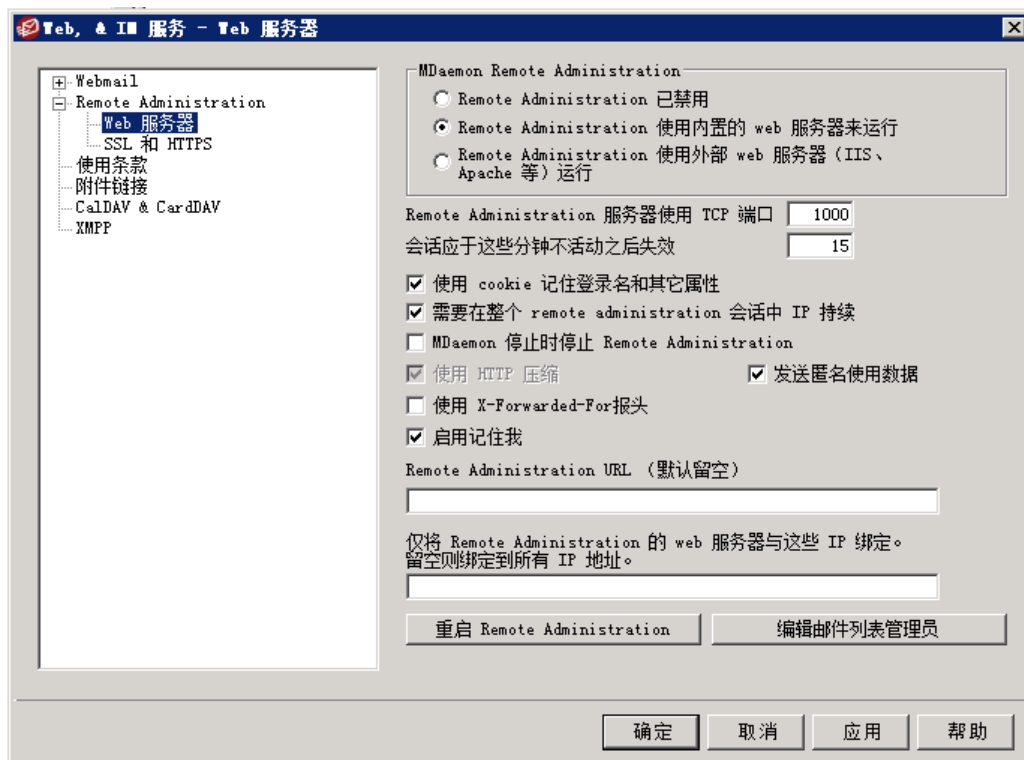 Web, & IM 服务 - Web 服务器
Webmail
Remote Administration
Web 服务器
SSL 和 HTTPS
使用条款
附件链接
CalDAV & CardDAV
XMPP
MDaemon Remote Administration
Remote Administration 已禁用
Remote Administration 使用内置的 web 服务器来运行
Remote Administration 使用外部 web 服务器（IIS、
Apache 等）运行
Remote Administration 服务器使用 TCP 端口 1000
会话应于这些分钟不活动之后失效 15
使用 cookie 记住登录名和其它属性
需要在整个 remote administration 会话中 IP 持续
MDaemon 停止时停止 Remote Administration
使用 HTTP 压缩 发送匿名使用数据
使用 X-Forwarded-For报头
启用记住我
Remote Administration URL （默认留空）
仅将 Remote Administration 的 web 服务器与这些 IP 绑定。
留空则绑定到所有 IP 地址。
重启 Remote Administration 编辑邮件列表管理员
确定 取消 应用 帮助